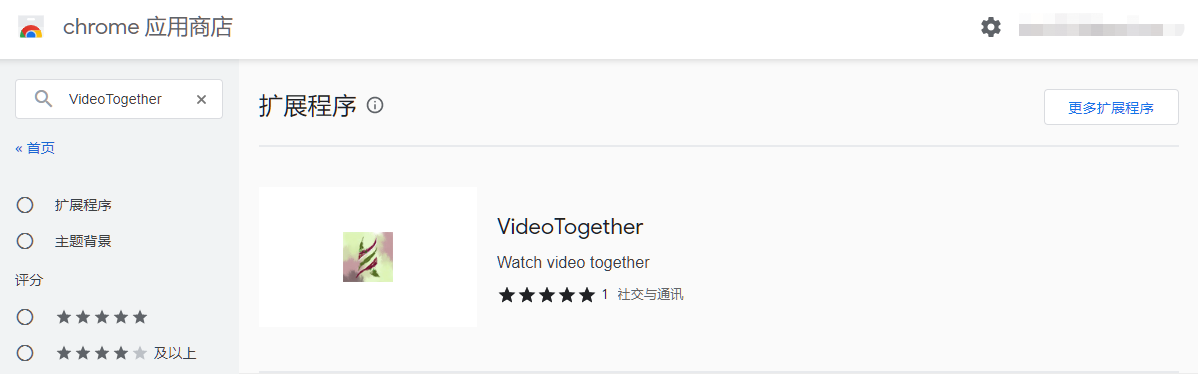 chrome 应用商店
VideoTogether
« 首页
扩展程序
主题背景
评分
及以上
扩展程序
更多扩展程序
VideoTogether
Watch video together
1 社交与通讯